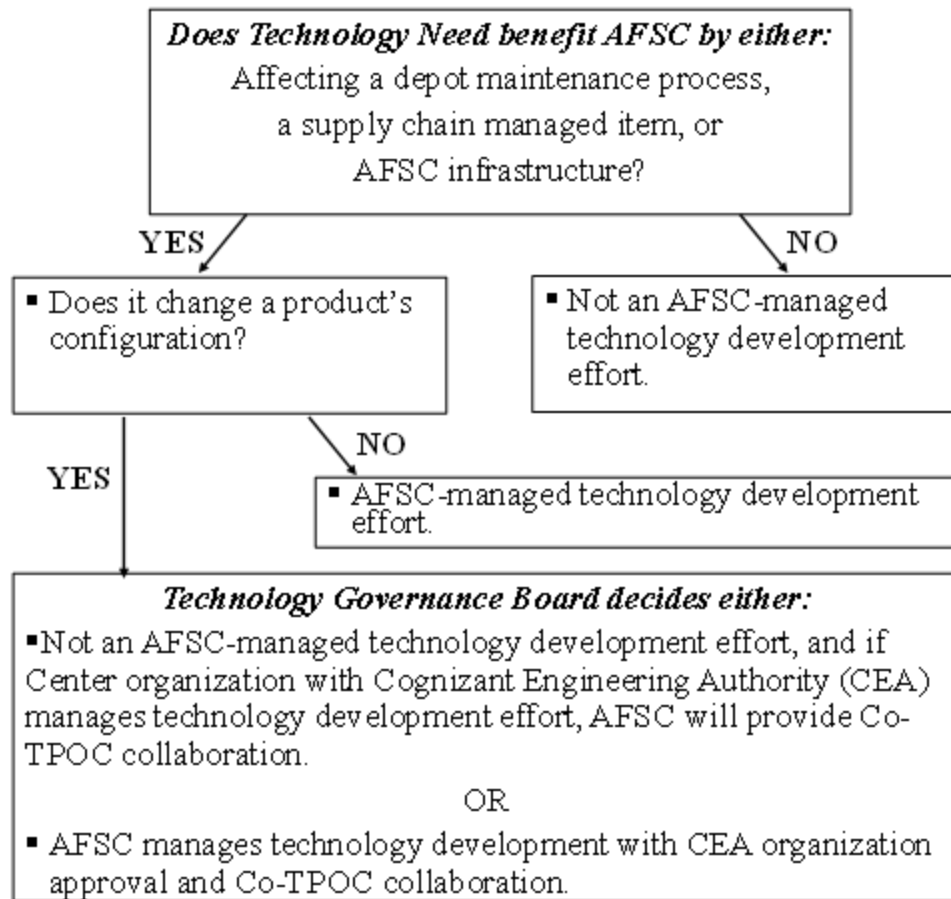 Does Technology Need benefit AFSC by either:
Affecting a depot maintenance process,
a supply chain managed item, or
AFSC infrastructure?
YES
NO
▪ Does it change a product’s
configuration?
▪ Not an AFSC-managed
technology development
effort.
YES
NO
▪ AFSC-managed technology development
effort.
Technology Governance Board decides either:
▪Not an AFSC-managed technology development effort, and if
Center organization with Cognizant Engineering Authority (CEA)
manages technology development effort, AFSC will provide Co-
TPOC collaboration.
OR
▪ AFSC manages technology development with CEA organization
approval and Co-TPOC collaboration.